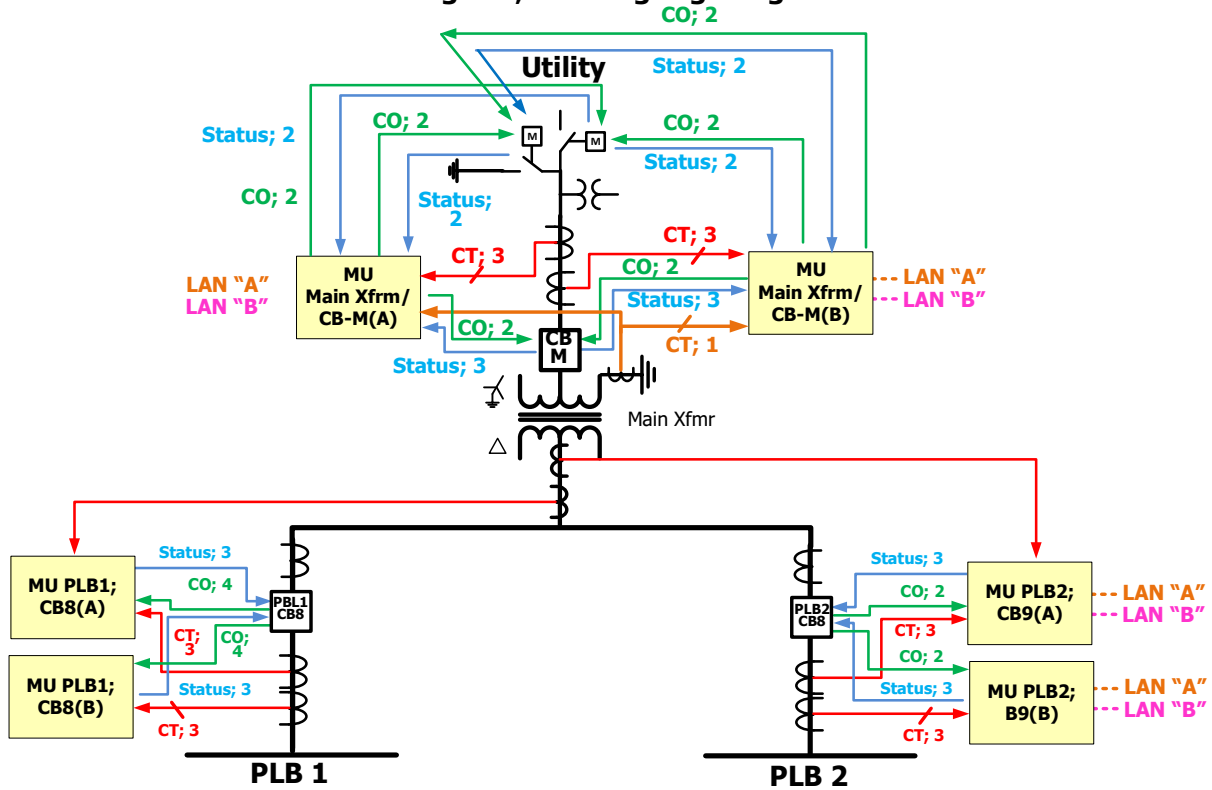 CO; 2
Utility
Status; 2
Status; 2
CO; 2
CO; 2
M
M
Status; 2
CO; 2
Status;
2
CT; 3
CT; 3
MU
Main Xfrm/
CB-M(A)
MU
Main Xfrm/
CB-M(B)
LAN “A”
LAN “B”
LAN “A”
LAN “B”
CO; 2
Status; 3
CO; 2
CB
M
CT; 1
Status; 3
Main Xfmr
Status; 3
CO; 4
MU PLB1;
CB8(A)
PBL1
CB8
CT;
3
CO;
4
MU PLB1;
CB8(B)
Status; 3
CT; 3
PLB 1
Status; 3
CO; 2
PLB2
CB8
CT; 3
MU PLB2;
CB9(A)
LAN “A”
LAN “B”
CO; 2
Status; 3
MU PLB2;
B9(B)
LAN “A”
LAN “B”
CT; 3
PLB 2